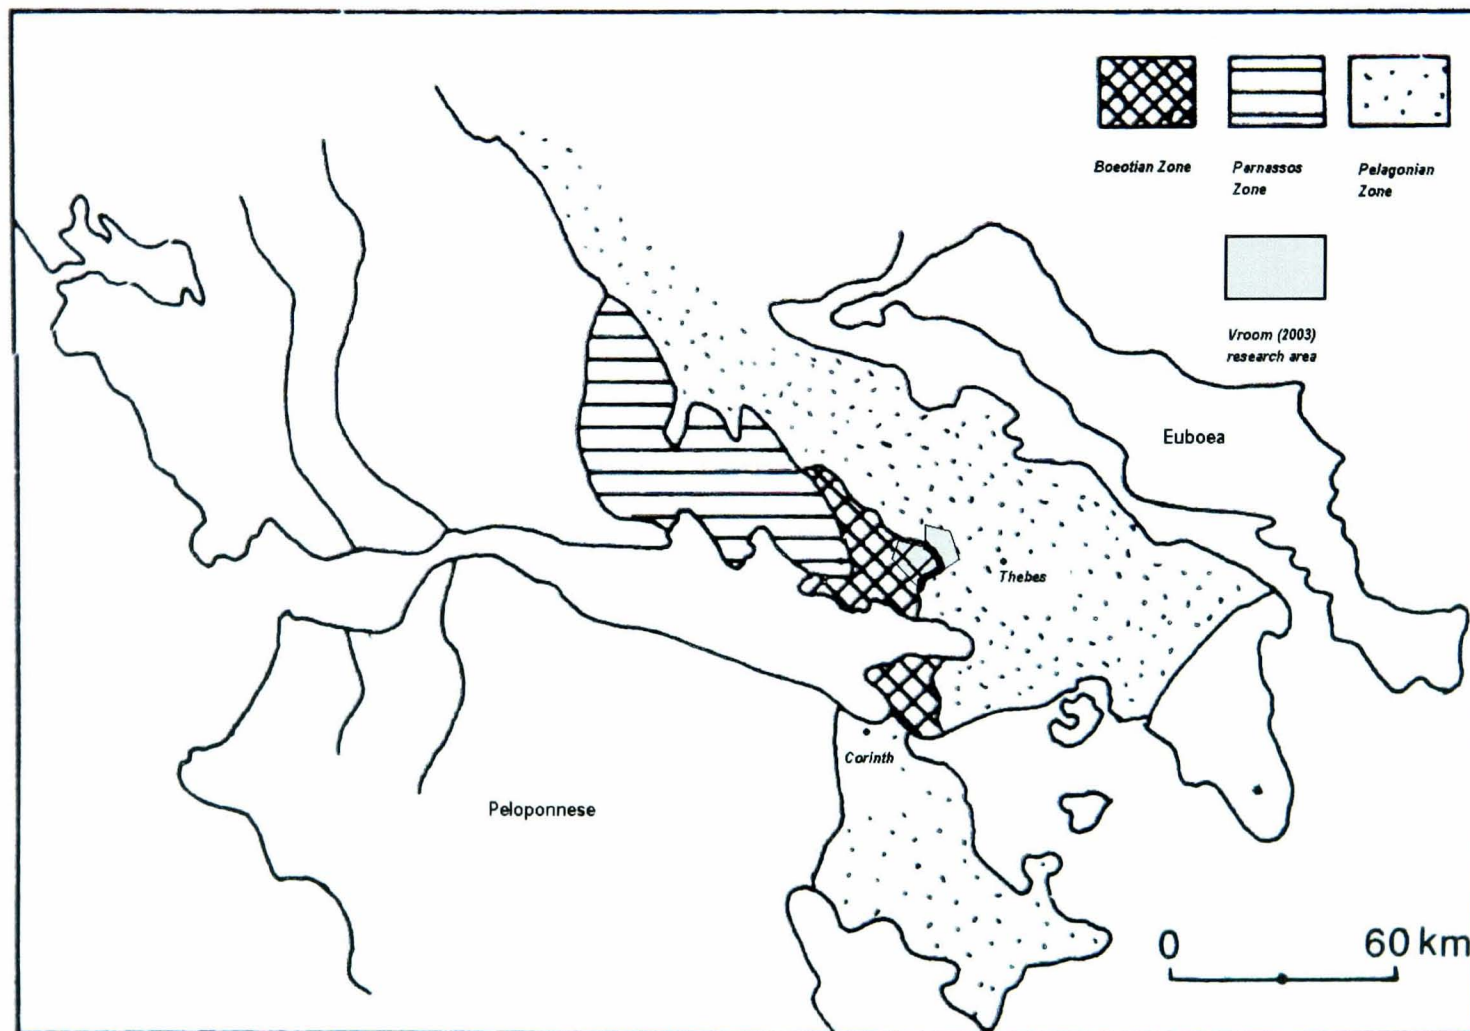 Boeotian Zone
Parnassos
Zone
Pelagonian
Zone
Vroom (2003)
research area
Euboea
Thebes
Corinth
Peloponnese
0
60 km